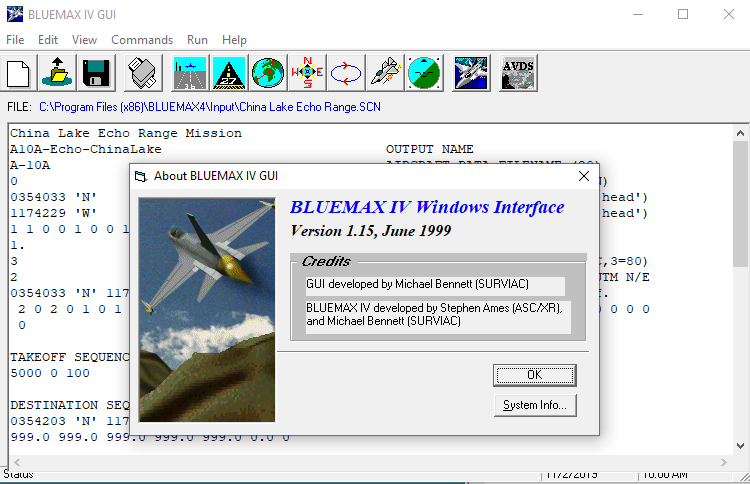 BLUEMAX IV GUI
File Edit View Commands Run Help
27
N
W E
S
AVDS
FILE: C:\Program Files (x86)\BLUEMAX4\Input\China Lake Echo Range.SCN
China Lake Echo Range Mission
A10A-Echo-ChinaLake OUTPUT NAME
A-10A AIRCRAFT DATA FILENAME
0 N)
0354033 'N' head')
1174229 'W' head')
1 1 0 0 1 0 0 1
1.
3 C,3=80)
2 UTM N/E
0354033 'N' 117 f.
2 0 2 0 1 0 1 0 0 0 0
0
TAKEOFF SEQUENC
5000 0 100
DESTINATION SEQ
0354203 'N' 117
999.0 999.0 999.0 999.0 999.0 0.0 0
About BLUEMAX IV GUI
BLUEMAX IV Windows Interface
Version 1.15, June 1999
Credits
GUI developed by Michael Bennett (SURVIAC)
BLUEMAX IV developed by Stephen Ames (ASC/XR),
and Michael Bennett (SURVIAC)
OK
System Info...
Status 11/2/2019 10:00 AM